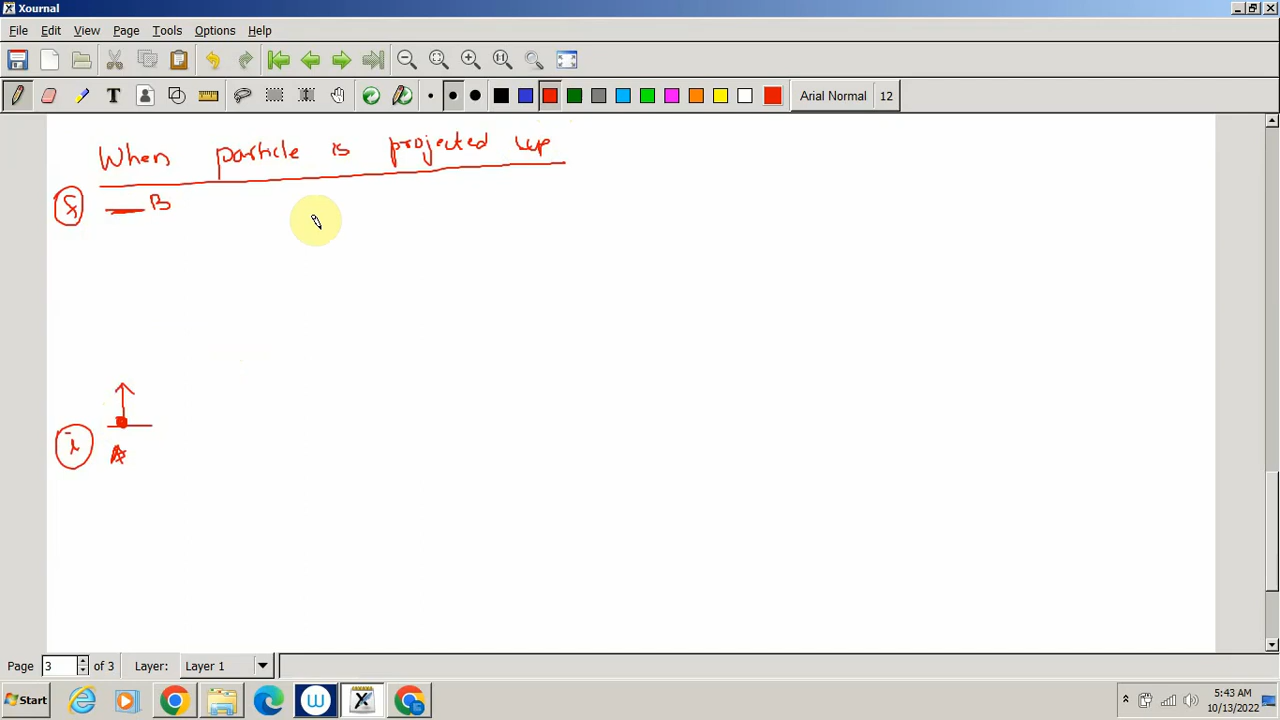 Xournal
File Edit View Page Tools Options Help
T Arial Normal 12
When particle is projected up
f B
i A
Page 3 of 3 Layer: Layer 1
Start W 5:43 AM
10/13/2022